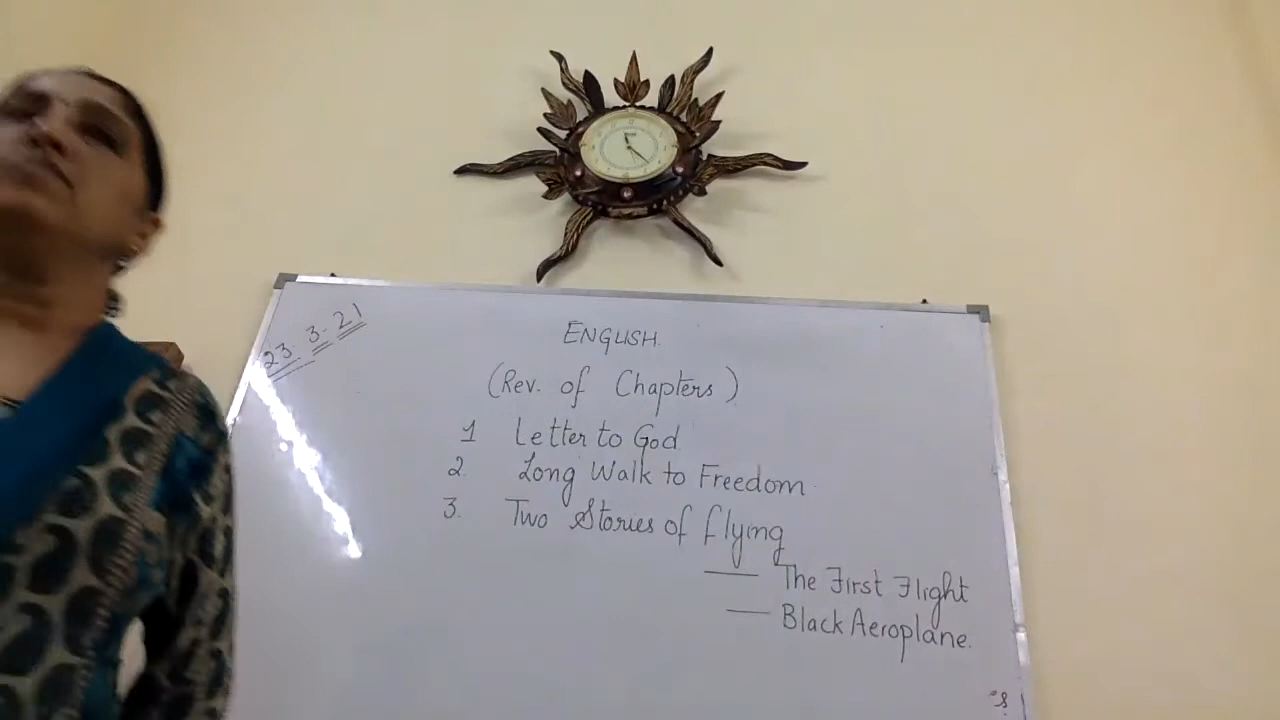 23. 3. 21
ENGLISH.
(Rev. of Chapters)
1 Letter to God
2. Long Walk to Freedom.
3. Two Stories of flying
— The First Flight
— Black Aeroplane.